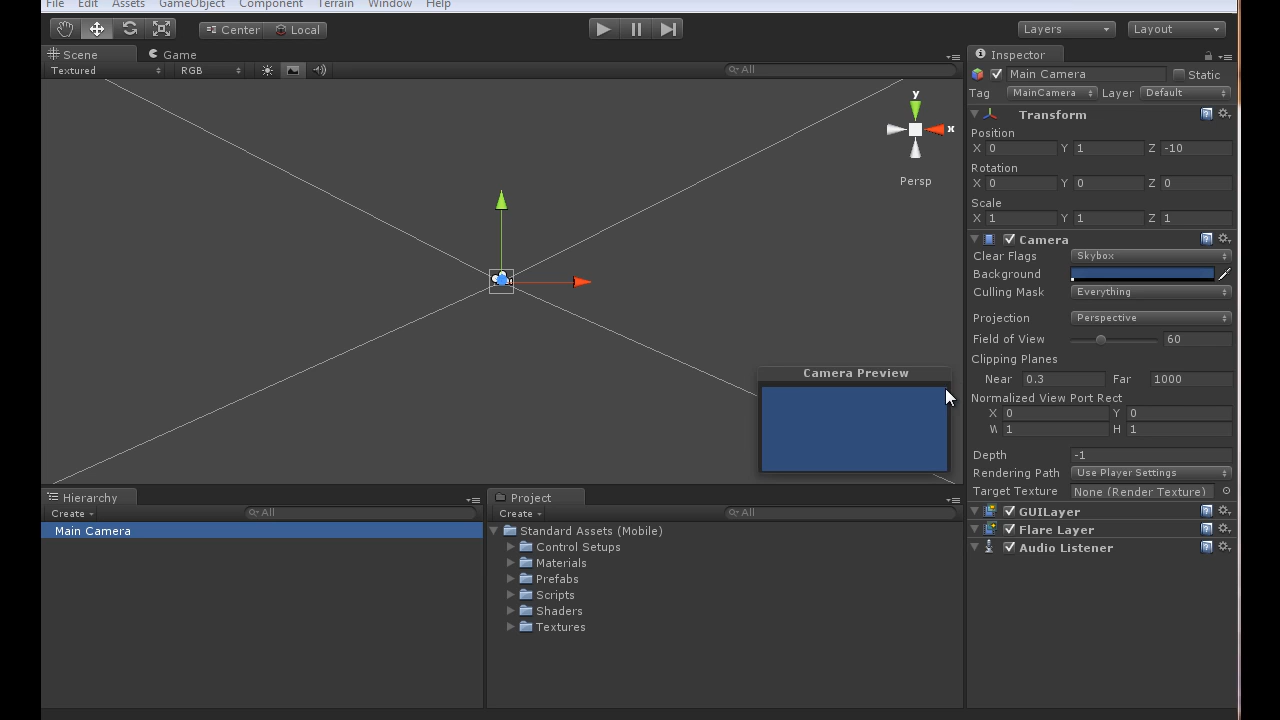 File Edit Assets GameObject Component Terrain Window Help
Center Local Layers Layout
Scene Game
Textured RGB All
y
x
Persp
Camera Preview
Hierarchy
Create All
Main Camera
Project
Create All
Standard Assets (Mobile)
Control Setups
Materials
Prefabs
Scripts
Shaders
Textures
Inspector
Main Camera Static
Tag MainCamera Layer Default
Transform
Position
X 0 Y 1 Z -10
Rotation
X 0 Y 0 Z 0
Scale
X 1 Y 1 Z 1
Camera
Clear Flags Skybox
Background
Culling Mask Everything
Projection Perspective
Field of View 60
Clipping Planes
Near 0.3 Far 1000
Normalized View Port Rect
X 0 Y 0
W 1 H 1
Depth -1
Rendering Path Use Player Settings
Target Texture None (Render Texture)
GUILayer
Flare Layer
Audio Listener